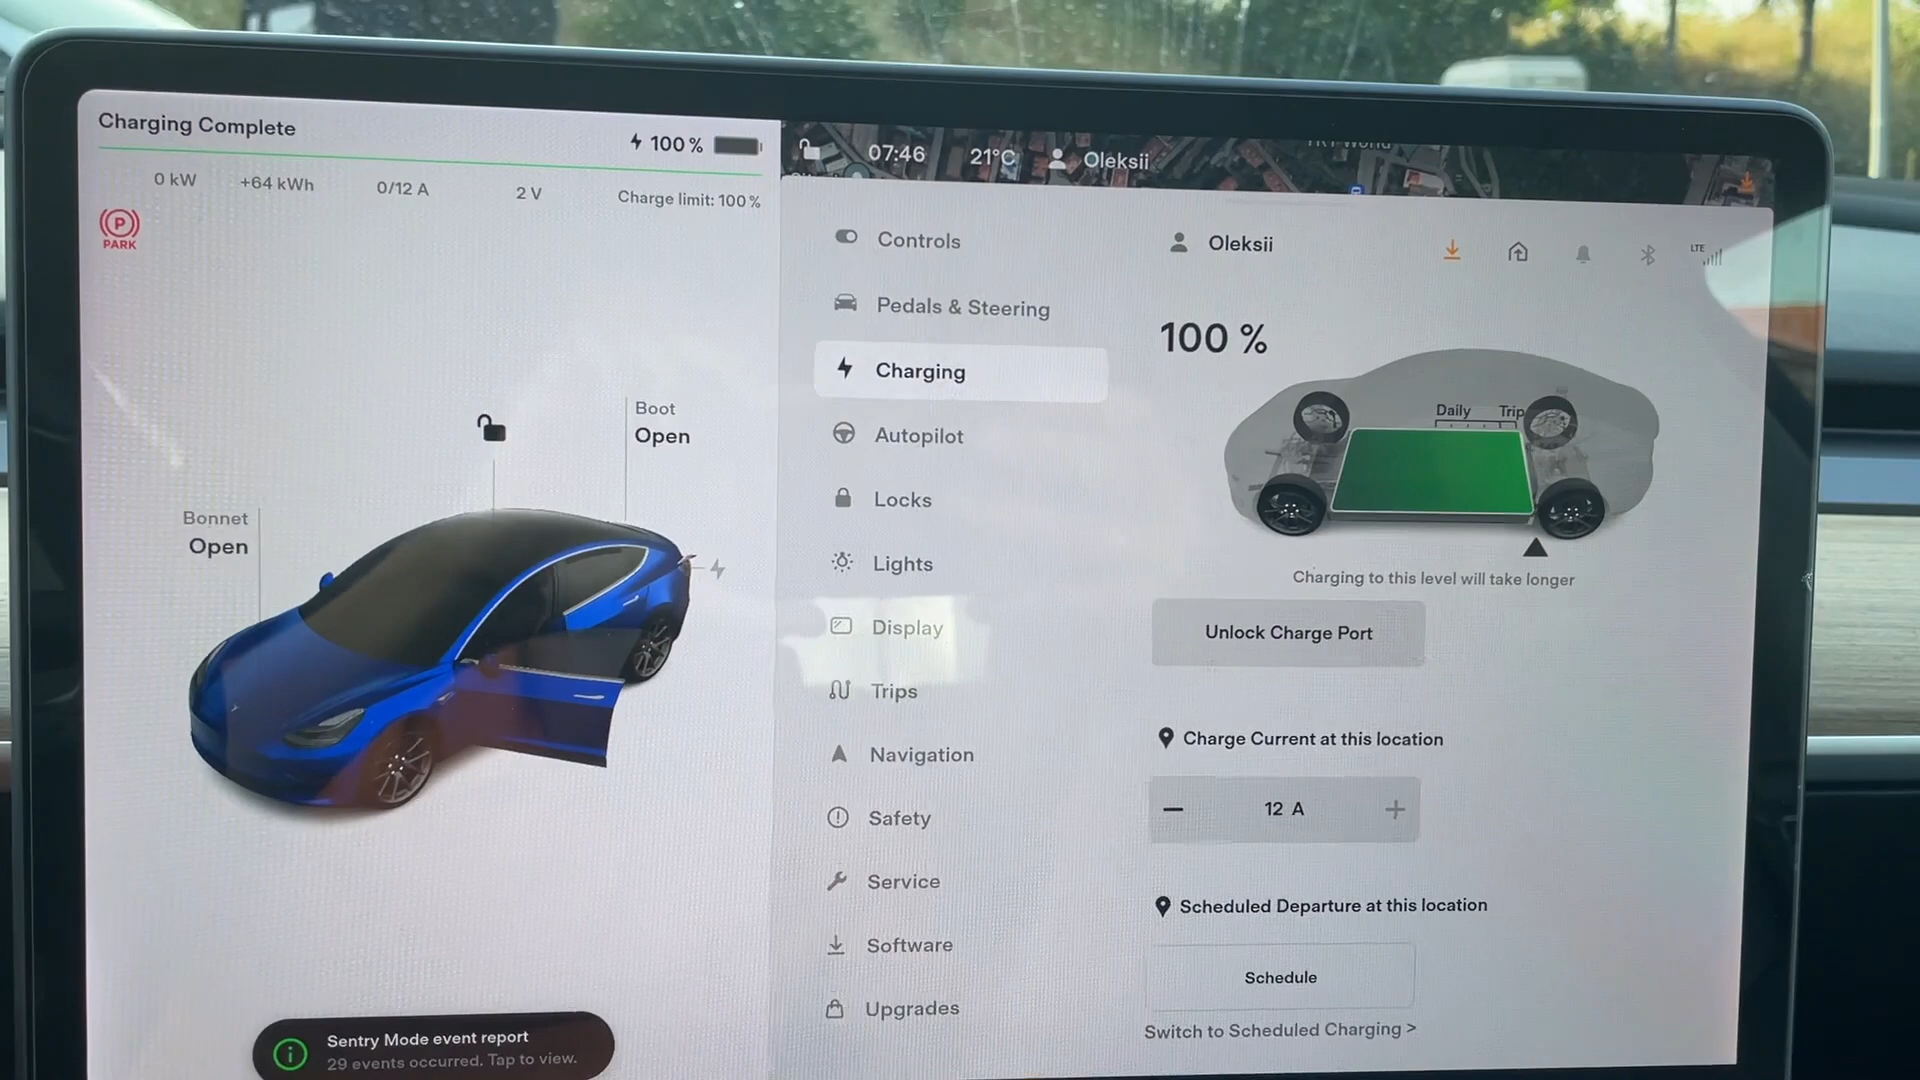 Charging Complete
100 %
0 kW
+64 kWh
0/12 A
2 V
Charge limit: 100 %
P
PARK
Boot
Open
Bonnet
Open
Sentry Mode event report
29 events occurred. Tap to view.
07:46
21°C
Oleksii
Controls
Pedals & Steering
Charging
Autopilot
Locks
Lights
Display
Trips
Navigation
Safety
Service
Software
Upgrades
Oleksii
LTE
100 %
Daily
Trip
Charging to this level will take longer
Unlock Charge Port
Charge Current at this location
12 A
Scheduled Departure at this location
Schedule
Switch to Scheduled Charging >